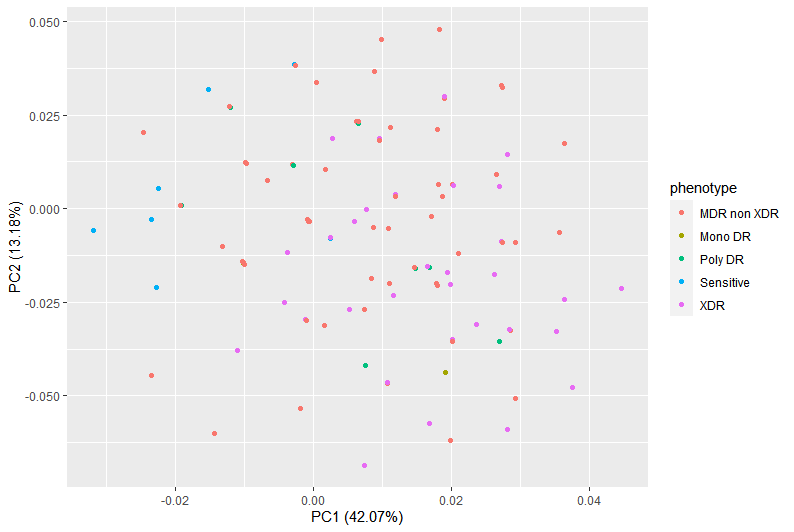 0.050
0.025
0.000
-0.025
-0.050
PC2 (13.18%)
-0.02
0.00
0.02
0.04
PC1 (42.07%)
phenotype
MDR non XDR
Mono DR
Poly DR
Sensitive
XDR